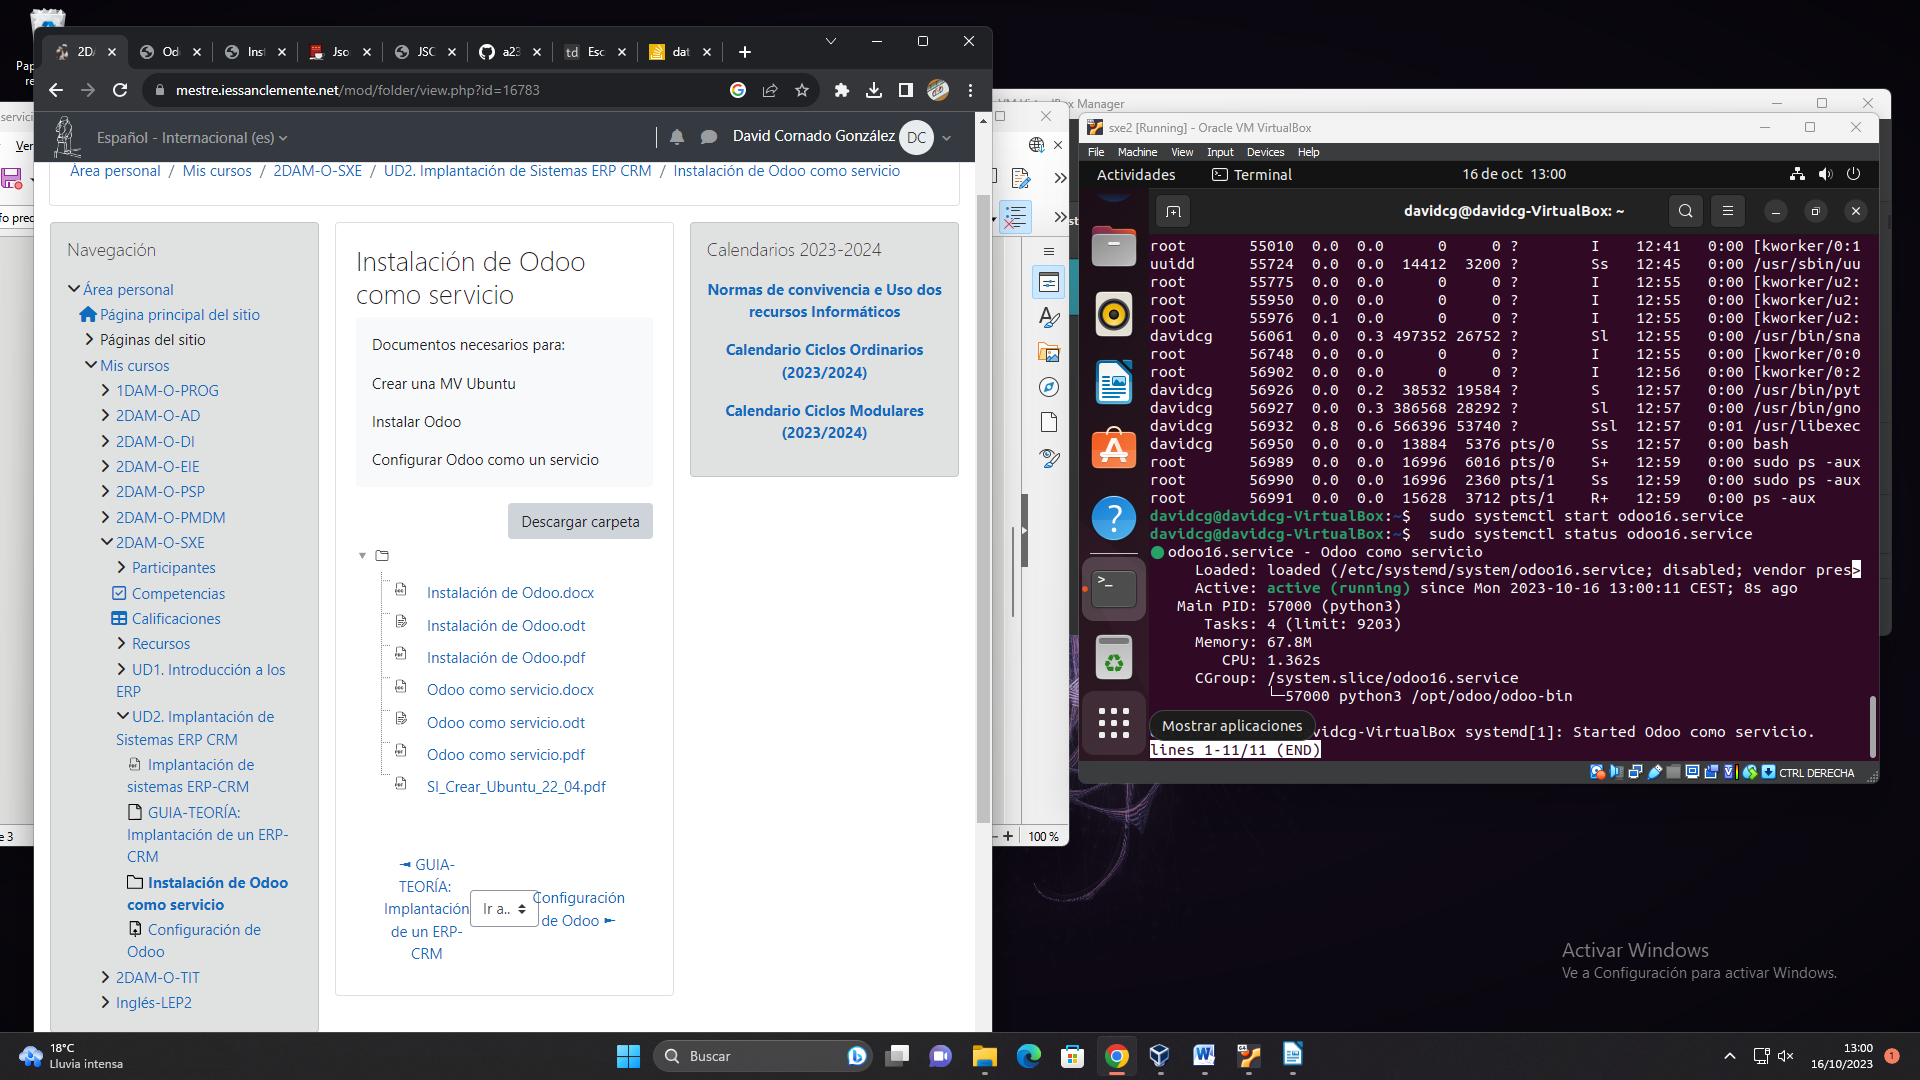 Pap
re
servici
Ver
fo prec
e 3
2D/
Od
Inst
Jso
JSC
a23
td
Esc
dat
mestre.iessanclemente.net/mod/folder/view.php?id=16783
Español - Internacional (es)
David Cornado González
DC
Área personal / Mis cursos / 2DAM-O-SXE / UD2. Implantación de Sistemas ERP CRM / Instalación de Odoo como servicio
Navegación
Área personal
Página principal del sitio
Páginas del sitio
Mis cursos
1DAM-O-PROG
2DAM-O-AD
2DAM-O-DI
2DAM-O-EIE
2DAM-O-PSP
2DAM-O-PMDM
2DAM-O-SXE
Participantes
Competencias
Calificaciones
Recursos
UD1. Introducción a los
ERP
UD2. Implantación de
Sistemas ERP CRM
Implantación de
sistemas ERP-CRM
GUIA-TEORÍA:
Implantación de un ERP-
CRM
Instalación de Odoo
como servicio
Configuración de
Odoo
2DAM-O-TIT
Inglés-LEP2
Instalación de Odoo
como servicio
Documentos necesarios para:
Crear una MV Ubuntu
Instalar Odoo
Configurar Odoo como un servicio
Descargar carpeta
Instalación de Odoo.docx
Instalación de Odoo.odt
Instalación de Odoo.pdf
Odoo como servicio.docx
Odoo como servicio.odt
Odoo como servicio.pdf
SI_Crear_Ubuntu_22_04.pdf
◄ GUIA-
TEORÍA:
Implantación
de un ERP-
CRM
Ir a..
Configuración
de Odoo ►
Calendarios 2023-2024
Normas de convivencia e Uso dos
recursos Informáticos
Calendario Ciclos Ordinarios
(2023/2024)
Calendario Ciclos Modulares
(2023/2024)
100 %
VM VirtualBox Manager
sxe2 [Running] - Oracle VM VirtualBox
File Machine View Input Devices Help
Actividades
Terminal
16 de oct 13:00
davidcg@davidcg-VirtualBox: ~
root 55010 0.0 0.0 0 0 ? I 12:41 0:00 [kworker/0:1
uuidd 55724 0.0 0.0 14412 3200 ? Ss 12:45 0:00 /usr/sbin/uu
root 55775 0.0 0.0 0 0 ? I 12:55 0:00 [kworker/u2:
root 55950 0.0 0.0 0 0 ? I 12:55 0:00 [kworker/u2:
root 55976 0.1 0.0 0 0 ? I 12:55 0:00 [kworker/u2:
davidcg 56061 0.0 0.3 497352 26752 ? Sl 12:55 0:00 /usr/bin/sna
root 56748 0.0 0.0 0 0 ? I 12:55 0:00 [kworker/0:0
root 56902 0.0 0.0 0 0 ? I 12:56 0:00 [kworker/0:2
davidcg 56926 0.0 0.2 38532 19584 ? S 12:57 0:00 /usr/bin/pyt
davidcg 56927 0.0 0.3 386568 28292 ? Sl 12:57 0:00 /usr/bin/gno
davidcg 56932 0.8 0.6 566396 53740 ? Ssl 12:57 0:01 /usr/libexec
davidcg 56950 0.0 0.0 13884 5376 pts/0 Ss 12:57 0:00 bash
root 56989 0.0 0.0 16996 6016 pts/0 S+ 12:59 0:00 sudo ps -aux
root 56990 0.0 0.0 16996 2360 pts/1 Ss 12:59 0:00 sudo ps -aux
root 56991 0.0 0.0 15628 3712 pts/1 R+ 12:59 0:00 ps -aux
davidcg@davidcg-VirtualBox:~$ sudo systemctl start odoo16.service
davidcg@davidcg-VirtualBox:~$ sudo systemctl status odoo16.service
● odoo16.service - Odoo como servicio
Loaded: loaded (/etc/systemd/system/odoo16.service; disabled; vendor pres>
Active: active (running) since Mon 2023-10-16 13:00:11 CEST; 8s ago
Main PID: 57000 (python3)
Tasks: 4 (limit: 9203)
Memory: 67.8M
CPU: 1.362s
CGroup: /system.slice/odoo16.service
└─57000 python3 /opt/odoo/odoo-bin
Mostrar aplicaciones
vidcg-VirtualBox systemd[1]: Started Odoo como servicio.
lines 1-11/11 (END)
CTRL DERECHA
Activar Windows
Ve a Configuración para activar Windows.
18°C
Lluvia intensa
Buscar
13:00
16/10/2023
1